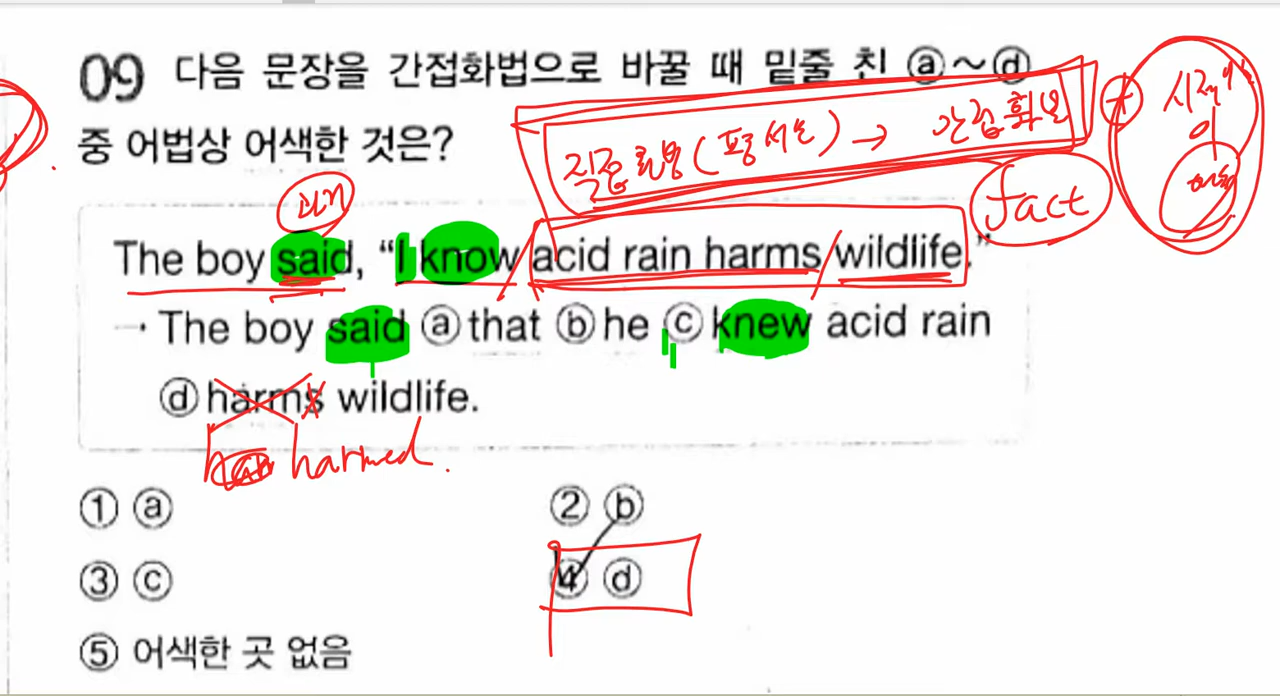 09 다음 문장을 간접화법으로 바꿀 때 밑줄 친 ⓐ~ⓓ
중 어법상 어색한 것은?
직접화법 (평서문) → 간접화법
fact
과거
The boy said, “I know acid rain harms wildlife.”
→ The boy said ⓐ that ⓑ he ⓒ knew acid rain
ⓓ harms wildlife.
harmed.
① ⓐ
② ⓑ
③ ⓒ
④ ⓓ
⑤ 어색한 곳 없음